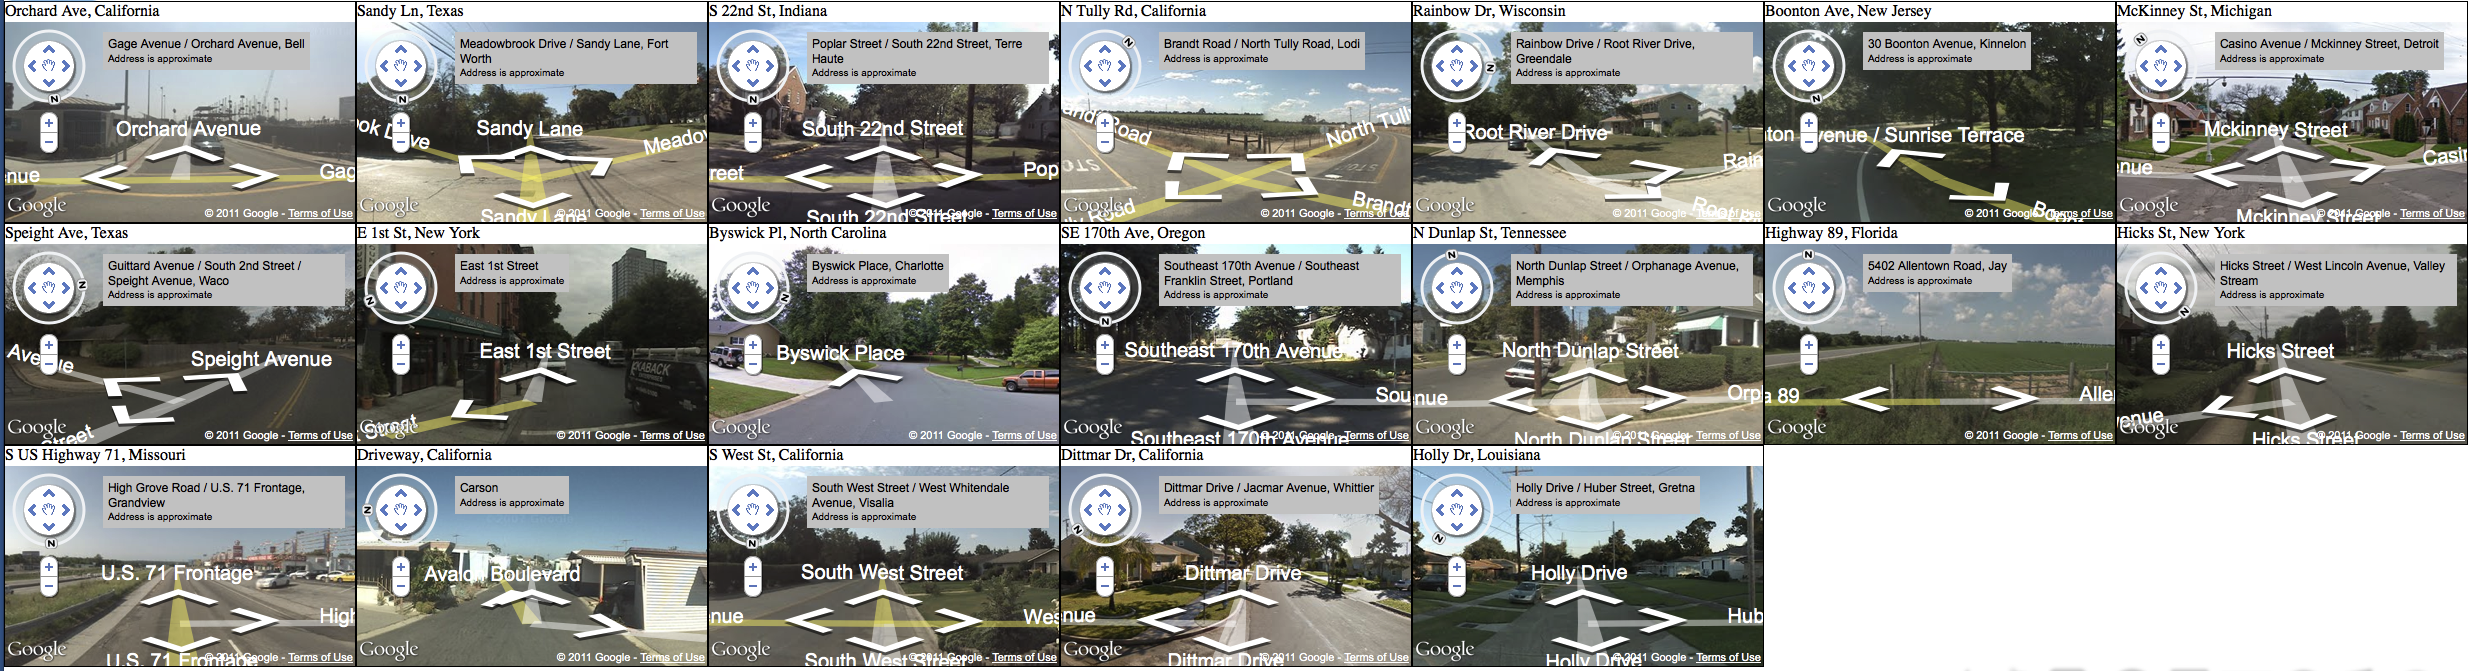 Orchard Ave, California
Gage Avenue / Orchard Avenue, Bell
Address is approximate
N
Orchard Avenue
nue
Gag
Google
© 2011 Google - Terms of Use
Sandy Ln, Texas
Meadowbrook Drive / Sandy Lane, Fort
Worth
Address is approximate
N
ok Drive
Sandy Lane
Meadow
Sandy Lane
© 2011 Google - Terms of Use
S 22nd St, Indiana
Poplar Street / South 22nd Street, Terre
Haute
Address is approximate
N
South 22nd Street
reet
Pop
Google
South 22nd Street
© 2011 Google - Terms of Use
N Tully Rd, California
Brandt Road / North Tully Road, Lodi
Address is approximate
N
Road
North Tull
STOP
Road
Brandt
© 2011 Google - Terms of Use
Rainbow Dr, Wisconsin
Rainbow Drive / Root River Drive,
Greendale
Address is approximate
N
Root River Drive
Rain
Google
© 2011 Google - Terms of Use
Boonton Ave, New Jersey
30 Boonton Avenue, Kinnelon
Address is approximate
N
ton Avenue / Sunrise Terrace
Google
© 2011 Google - Terms of Use
McKinney St, Michigan
Casino Avenue / Mckinney Street, Detroit
Address is approximate
N
Mckinney Street
nue
Casi
Google
Mckinney Street
© 2011 Google - Terms of Use
Speight Ave, Texas
Guittard Avenue / South 2nd Street /
Speight Avenue, Waco
Address is approximate
N
Avenue
Speight Avenue
Google
Street
© 2011 Google - Terms of Use
E 1st St, New York
East 1st Street
Address is approximate
N
East 1st Street
KABACK
Google
Street
© 2011 Google - Terms of Use
Byswick Pl, North Carolina
Byswick Place, Charlotte
Address is approximate
N
Byswick Place
Google
© 2011 Google - Terms of Use
SE 170th Ave, Oregon
Southeast 170th Avenue / Southeast
Franklin Street, Portland
Address is approximate
N
Southeast 170th Avenue
Sou
Google
Southeast 170th Avenue
© 2011 Google - Terms of Use
N Dunlap St, Tennessee
North Dunlap Street / Orphanage Avenue,
Memphis
Address is approximate
N
North Dunlap Street
nue
Orp
Google
North Dunlap Street
© 2011 Google - Terms of Use
Highway 89, Florida
5402 Allentown Road, Jay
Address is approximate
N
a 89
Alle
Google
© 2011 Google - Terms of Use
Hicks St, New York
Hicks Street / West Lincoln Avenue, Valley
Stream
Address is approximate
N
Hicks Street
venue
Google
Hicks Street
© 2011 Google - Terms of Use
S US Highway 71, Missouri
High Grove Road / U.S. 71 Frontage,
Grandview
Address is approximate
N
U.S. 71 Frontage
High
Google
U.S. 71 Frontage
© 2011 Google - Terms of Use
Driveway, California
Carson
Address is approximate
N
Avalon Boulevard
Google
© 2011 Google - Terms of Use
S West St, California
South West Street / West Whitendale
Avenue, Visalia
Address is approximate
N
South West Street
nue
Wes
Google
South West Street
© 2011 Google - Terms of Use
Dittmar Dr, California
Dittmar Drive / Jacmar Avenue, Whittier
Address is approximate
N
Dittmar Drive
nue
Google
Dittmar Drive
© 2011 Google - Terms of Use
Holly Dr, Louisiana
Holly Drive / Huber Street, Gretna
Address is approximate
N
Holly Drive
Hub
Google
Holly Drive
© 2011 Google - Terms of Use